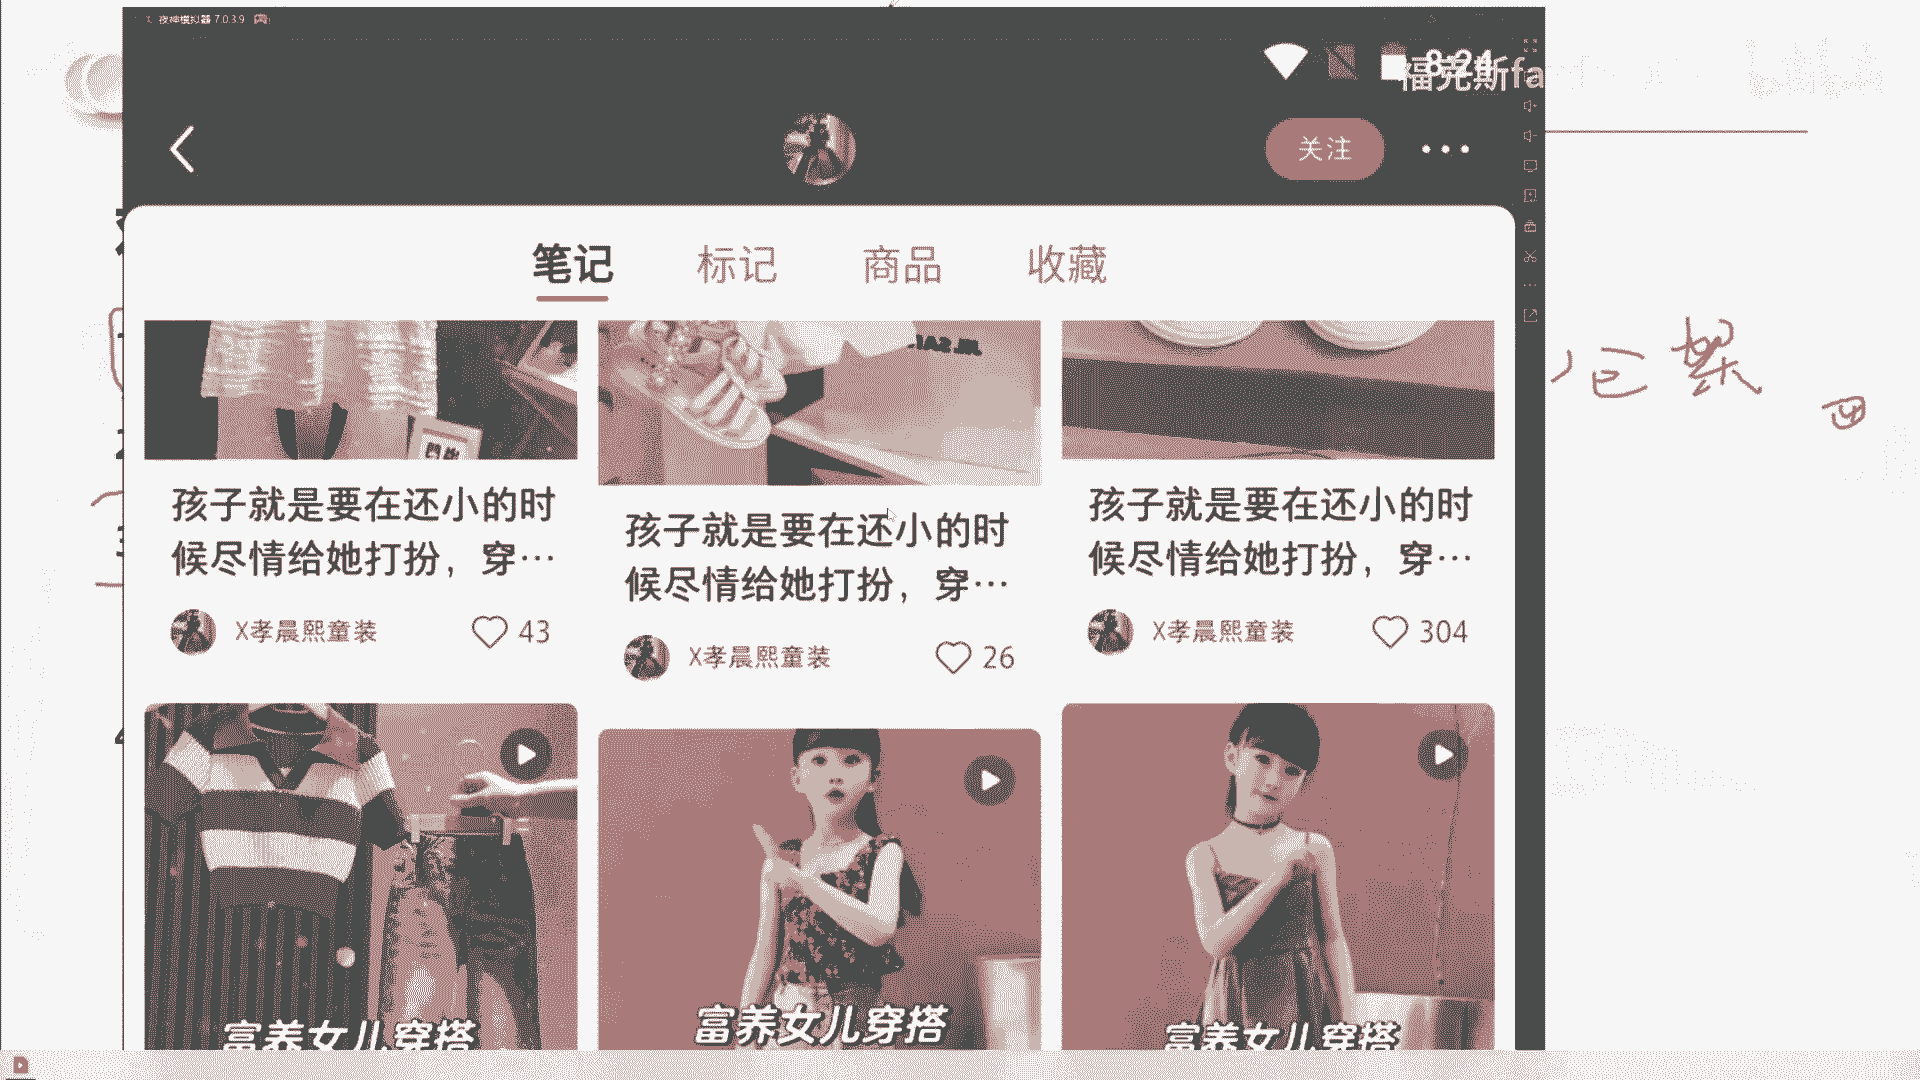 夜神模拟器 7.0.3.9
8:24
福克斯fa
关注
笔记 标记 商品 收藏
孩子就是要在还小的时
候尽情给她打扮，穿…
X孝晨熙童装 43
孩子就是要在还小的时
候尽情给她打扮，穿…
X孝晨熙童装 26
孩子就是要在还小的时
候尽情给她打扮，穿…
X孝晨熙童装 304
富养女儿穿搭
富养女儿穿搭
富养女儿穿搭